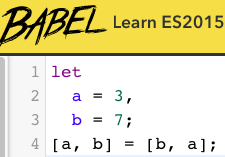 BABEL Learn ES2015
1 let
2   a = 3,
3   b = 7;
4 [a, b] = [b, a];